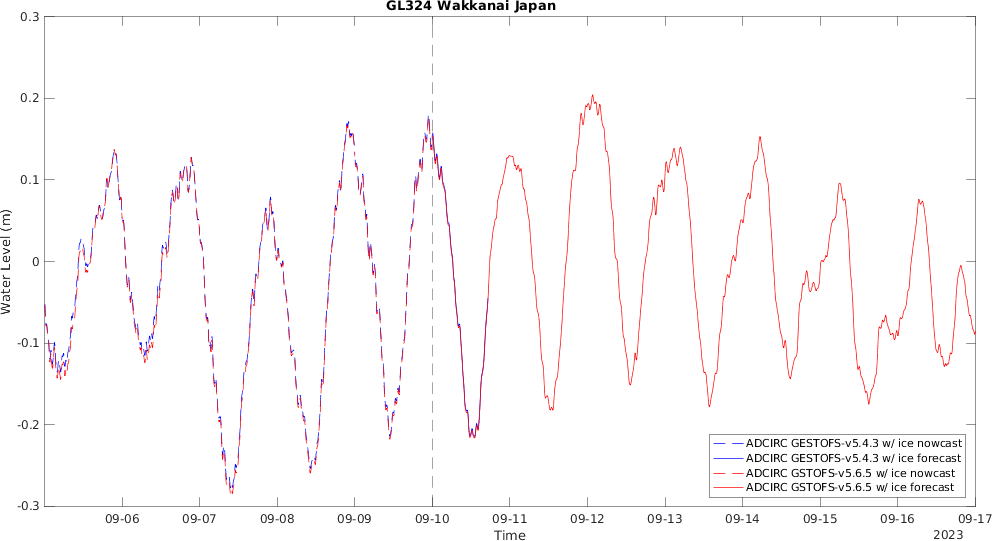 GL324 Wakkanai Japan
0.3
0.2
0.1
0
-0.1
-0.2
-0.3
Water Level (m)
09-06 09-07 09-08 09-09 09-10 09-11 09-12 09-13 09-14 09-15 09-16 09-17
Time
2023
ADCIRC GESTOFS-v5.4.3 w/ ice nowcast
ADCIRC GESTOFS-v5.4.3 w/ ice forecast
ADCIRC GSTOFS-v5.6.5 w/ ice nowcast
ADCIRC GSTOFS-v5.6.5 w/ ice forecast